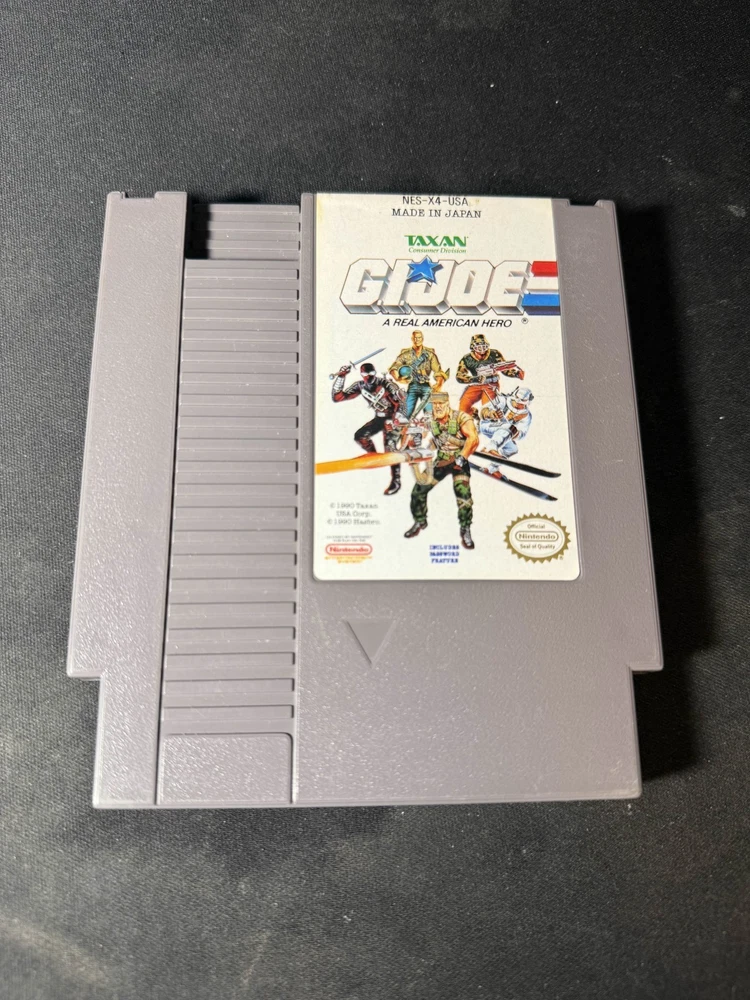 NES-X4-USA
MADE IN JAPAN
TAXAN
Consumer Division
G.I.JOE
A REAL AMERICAN HERO ®
© 1990 Taxan
USA Corp.
© 1990 Hasbro
Nintendo
INCLUDES
PASSWORD
FEATURE
Official
Nintendo
Seal of Quality